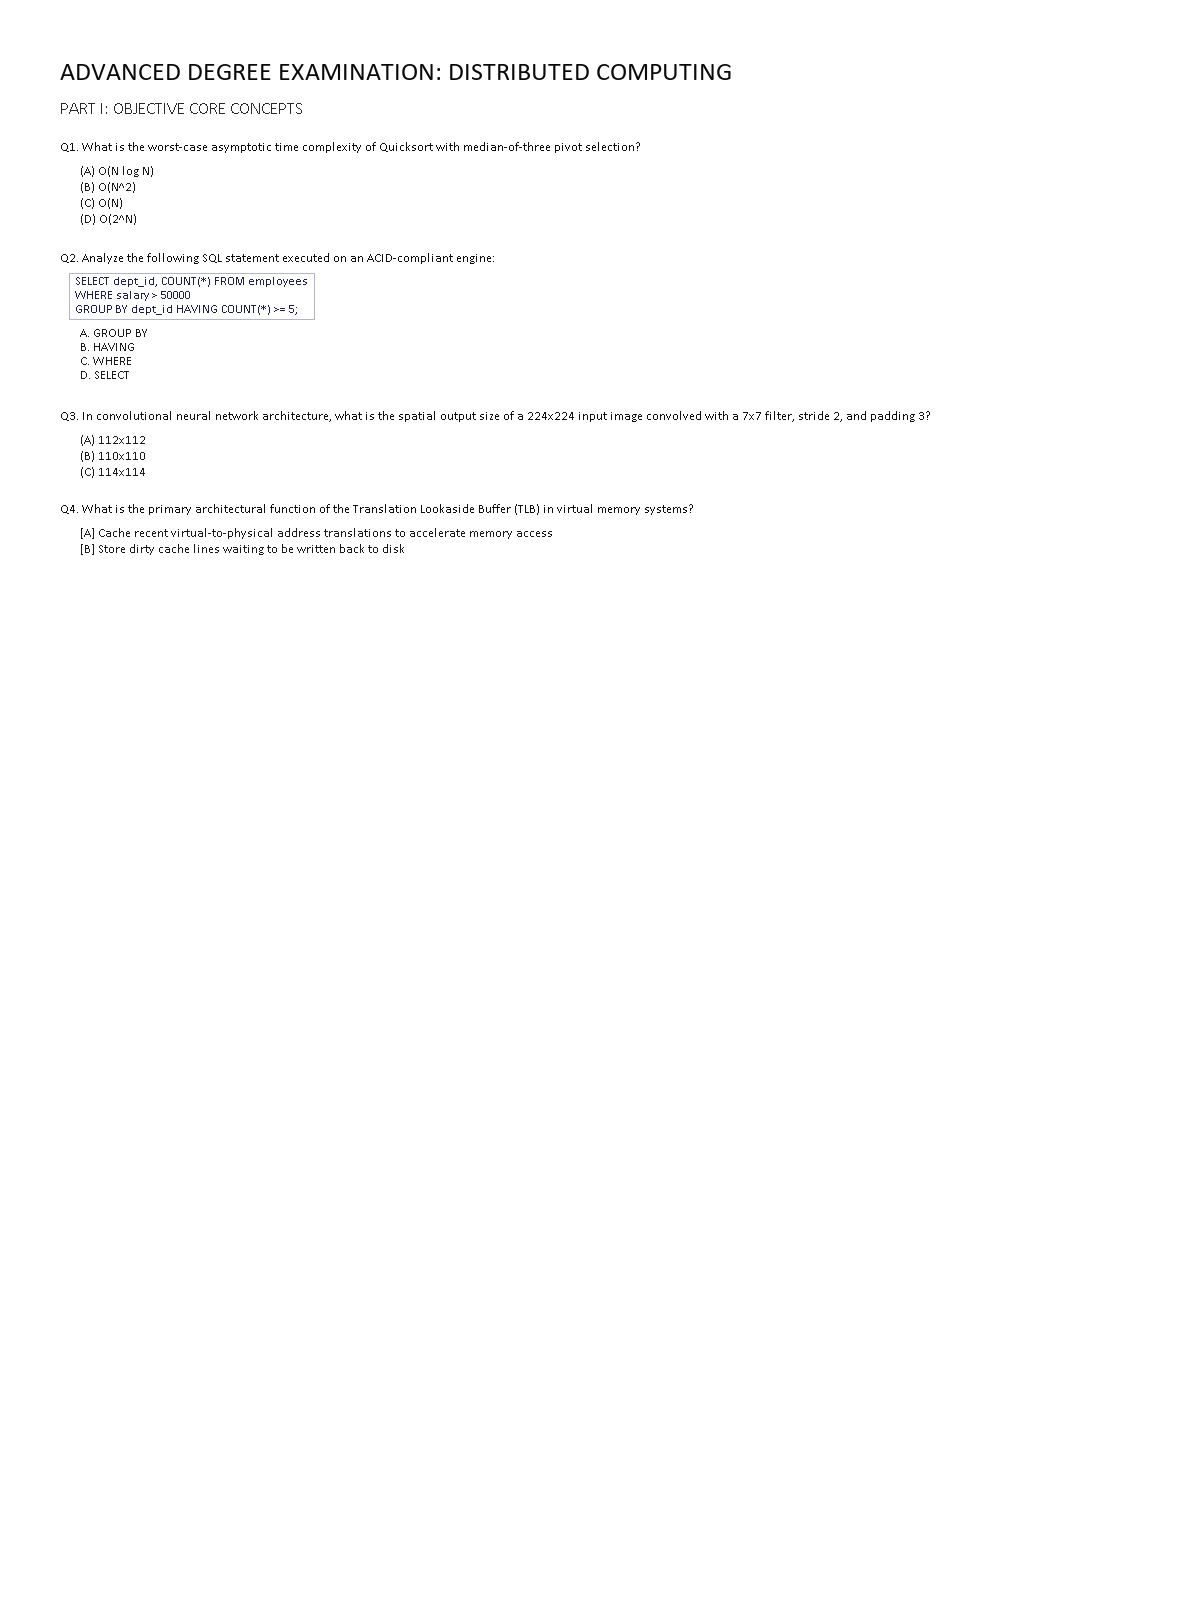 ADVANCED DEGREE EXAMINATION: DISTRIBUTED COMPUTING
PART I: OBJECTIVE CORE CONCEPTS
Q1. What is the worst-case asymptotic time complexity of Quicksort with median-of-three pivot selection?
(A) O(N log N)
(B) O(N^2)
(C) O(N)
(D) O(2^N)
Q2. Analyze the following SQL statement executed on an ACID-compliant engine:
SELECT dept_id, COUNT(*) FROM employees
WHERE salary > 50000
GROUP BY dept_id HAVING COUNT(*) >= 5;
A. GROUP BY
B. HAVING
C. WHERE
D. SELECT
Q3. In convolutional neural network architecture, what is the spatial output size of a 224x224 input image convolved with a 7x7 filter, stride 2, and padding 3?
(A) 112x112
(B) 110x110
(C) 114x114
Q4. What is the primary architectural function of the Translation Lookaside Buffer (TLB) in virtual memory systems?
[A] Cache recent virtual-to-physical address translations to accelerate memory access
[B] Store dirty cache lines waiting to be written back to disk